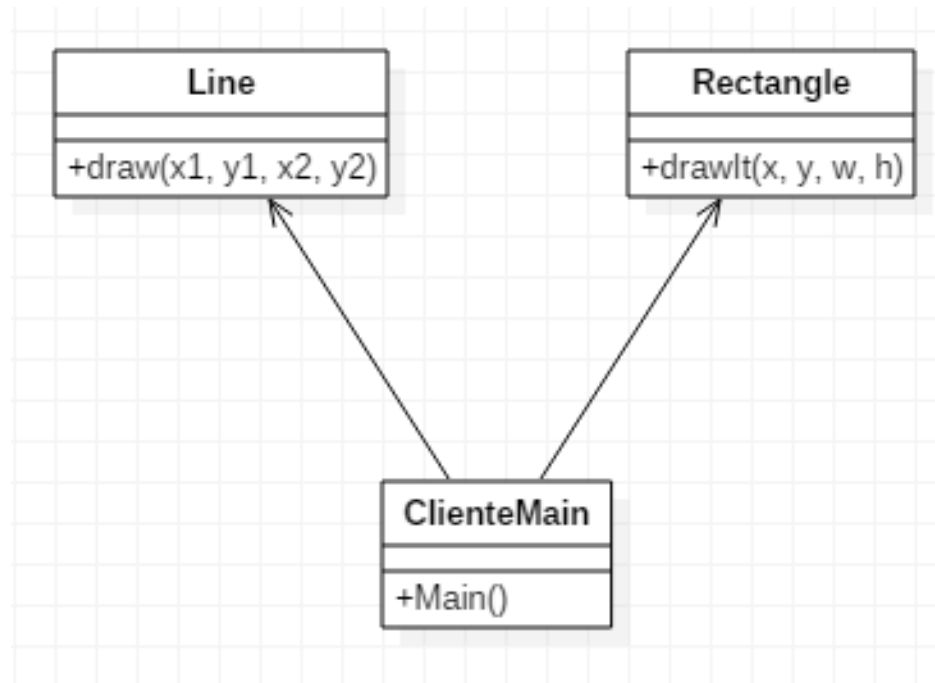 Line
+draw(x1, y1, x2, y2)
Rectangle
+drawIt(x, y, w, h)
ClienteMain
+Main()